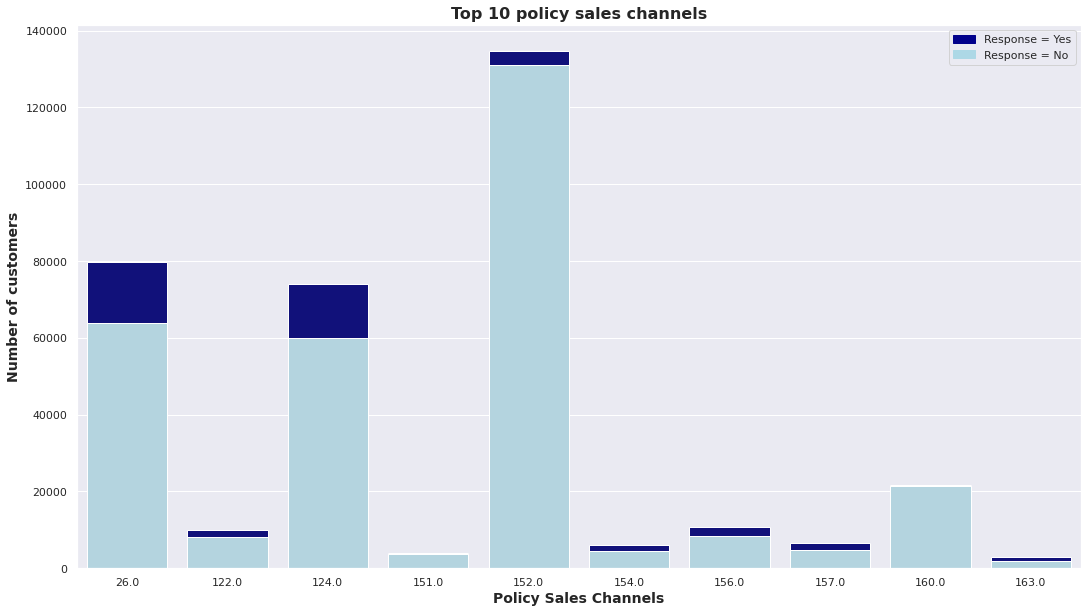 Top 10 policy sales channels
Response = Yes
Response = No
140000
120000
100000
80000
60000
40000
20000
0
Number of customers
26.0 122.0 124.0 151.0 152.0 154.0 156.0 157.0 160.0 163.0
Policy Sales Channels